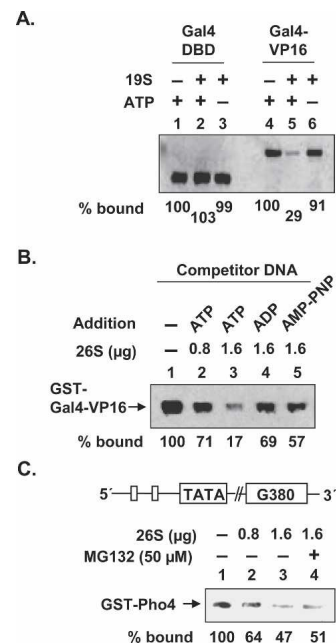 A.
Gal4 Gal4-
DBD VP16
19S – + + – + +
ATP + + – + + –
1 2 3 4 5 6
% bound 100 103 99 100 29 91
B.
Competitor DNA
Addition – ATP ATP ADP AMP-PNP
26S (µg) 0.8 1.6 1.6 1.6
1 2 3 4 5
GST-
Gal4-VP16
% bound 100 71 17 69 57
C.
5´ TATA // G380 3´
26S (µg) – 0.8 1.6 1.6
MG132 (50 µM) – – – +
1 2 3 4
GST-Pho4
% bound 100 64 47 51